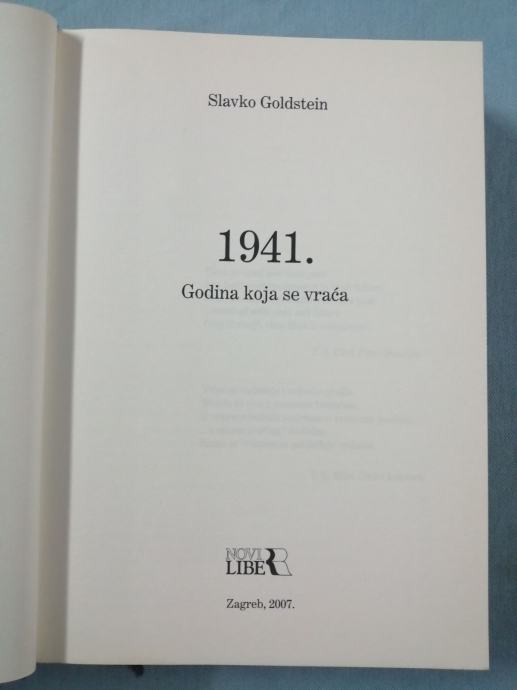 Slavko Goldstein
1941.
Godina koja se vraća
NOVI
LIBER
Zagreb, 2007.